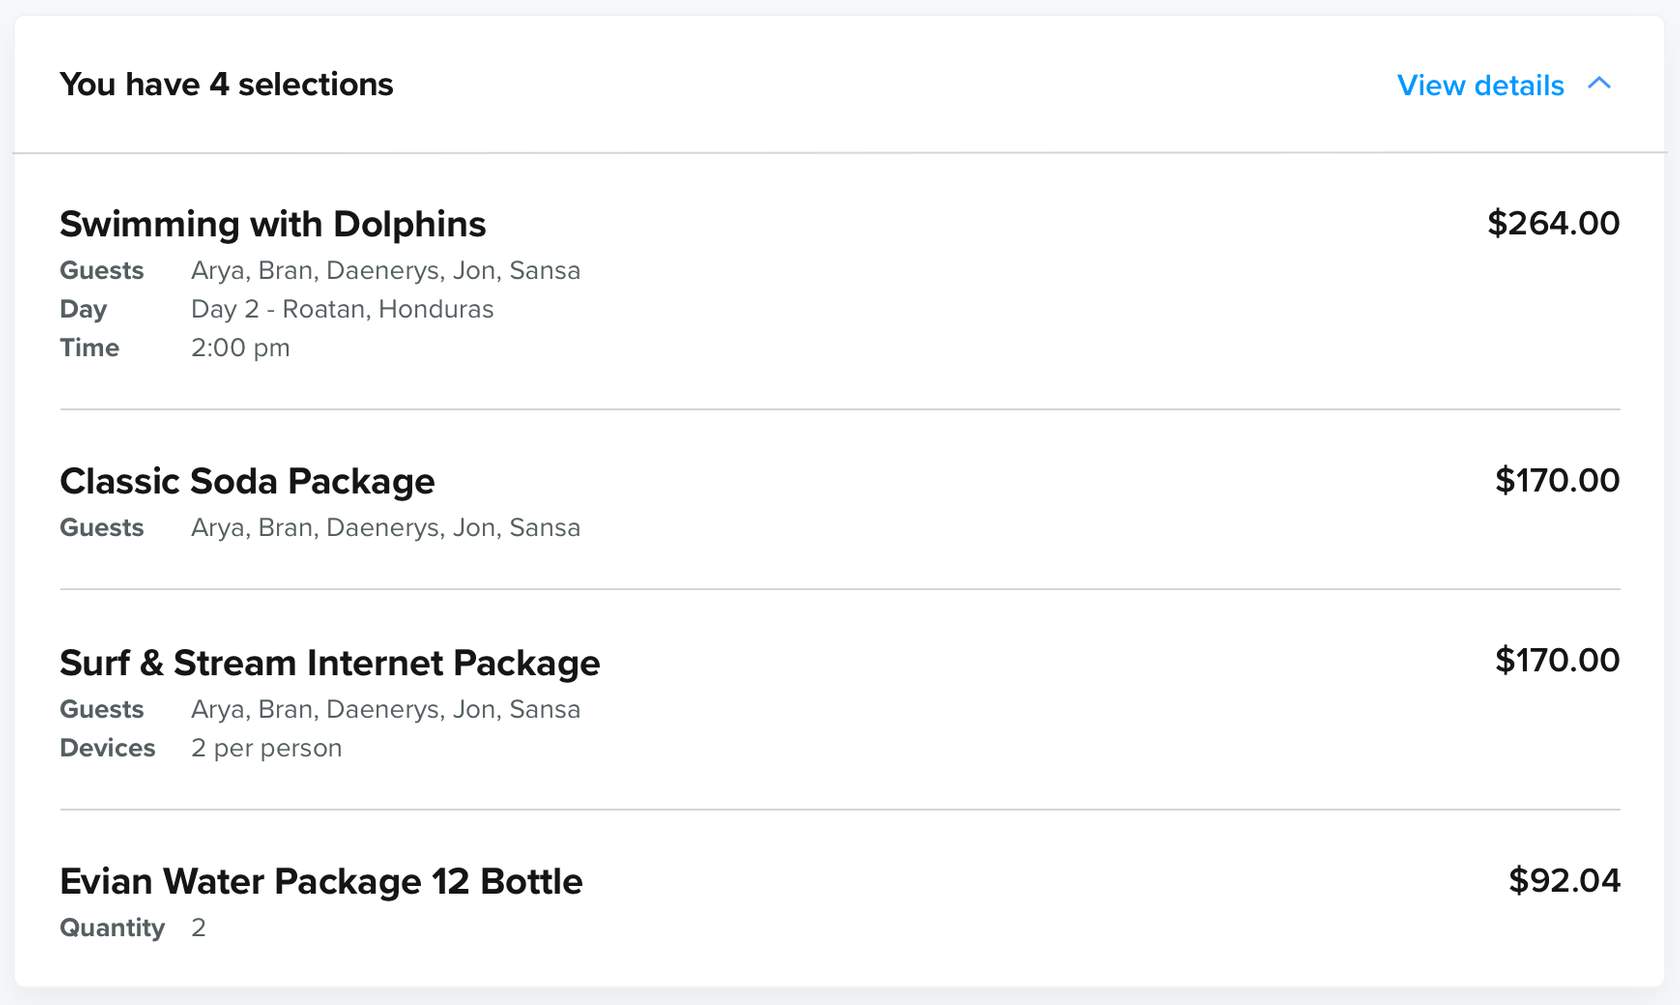 You have 4 selections
View details
Swimming with Dolphins
$264.00
Guests Arya, Bran, Daenerys, Jon, Sansa
Day Day 2 - Roatan, Honduras
Time 2:00 pm
Classic Soda Package
$170.00
Guests Arya, Bran, Daenerys, Jon, Sansa
Surf & Stream Internet Package
$170.00
Guests Arya, Bran, Daenerys, Jon, Sansa
Devices 2 per person
Evian Water Package 12 Bottle
$92.04
Quantity 2